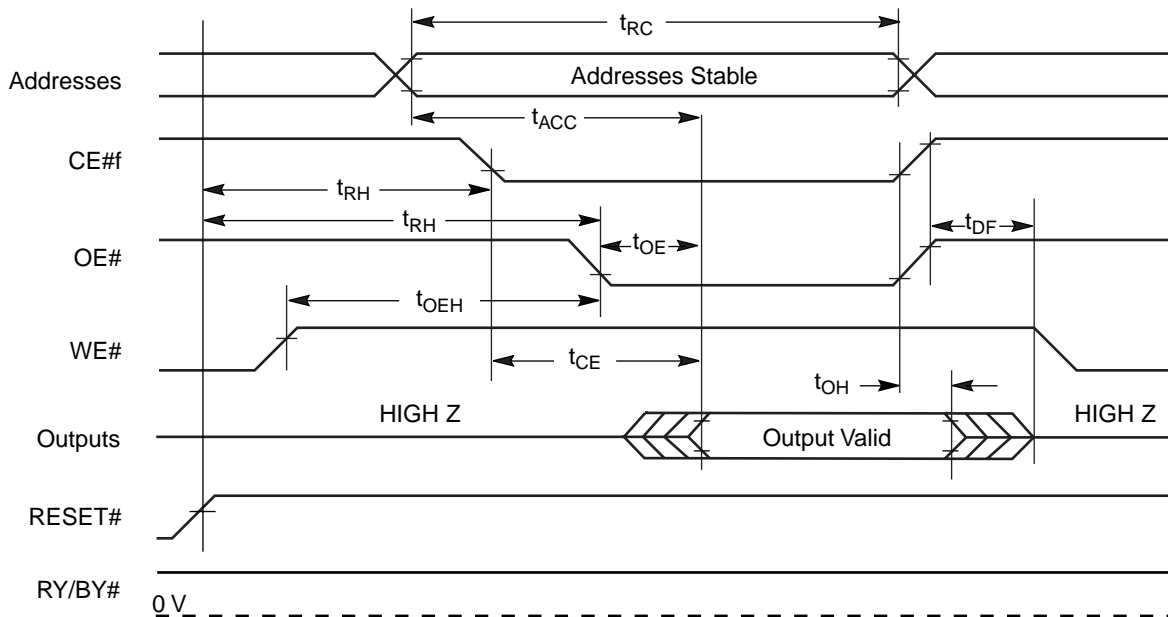 tRC
Addresses
Addresses Stable
tACC
CE#f
tRH
tRH
tDF
OE#
tOE
tOEH
WE#
tCE
tOH
HIGH Z
HIGH Z
Outputs
Output Valid
RESET#
RY/BY#
0 V